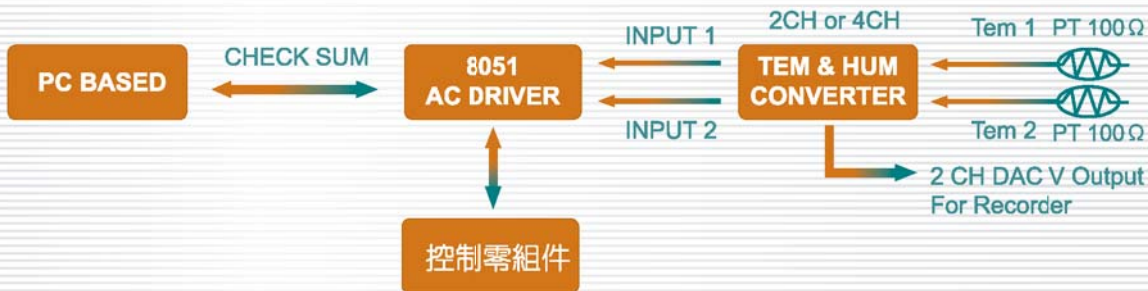 PC BASED
CHECK SUM
8051
AC DRIVER
INPUT 1
INPUT 2
2CH or 4CH
TEM & HUM
CONVERTER
Tem 1 PT 100Ω
Tem 2 PT 100Ω
2 CH DAC V Output
For Recorder
控制零組件